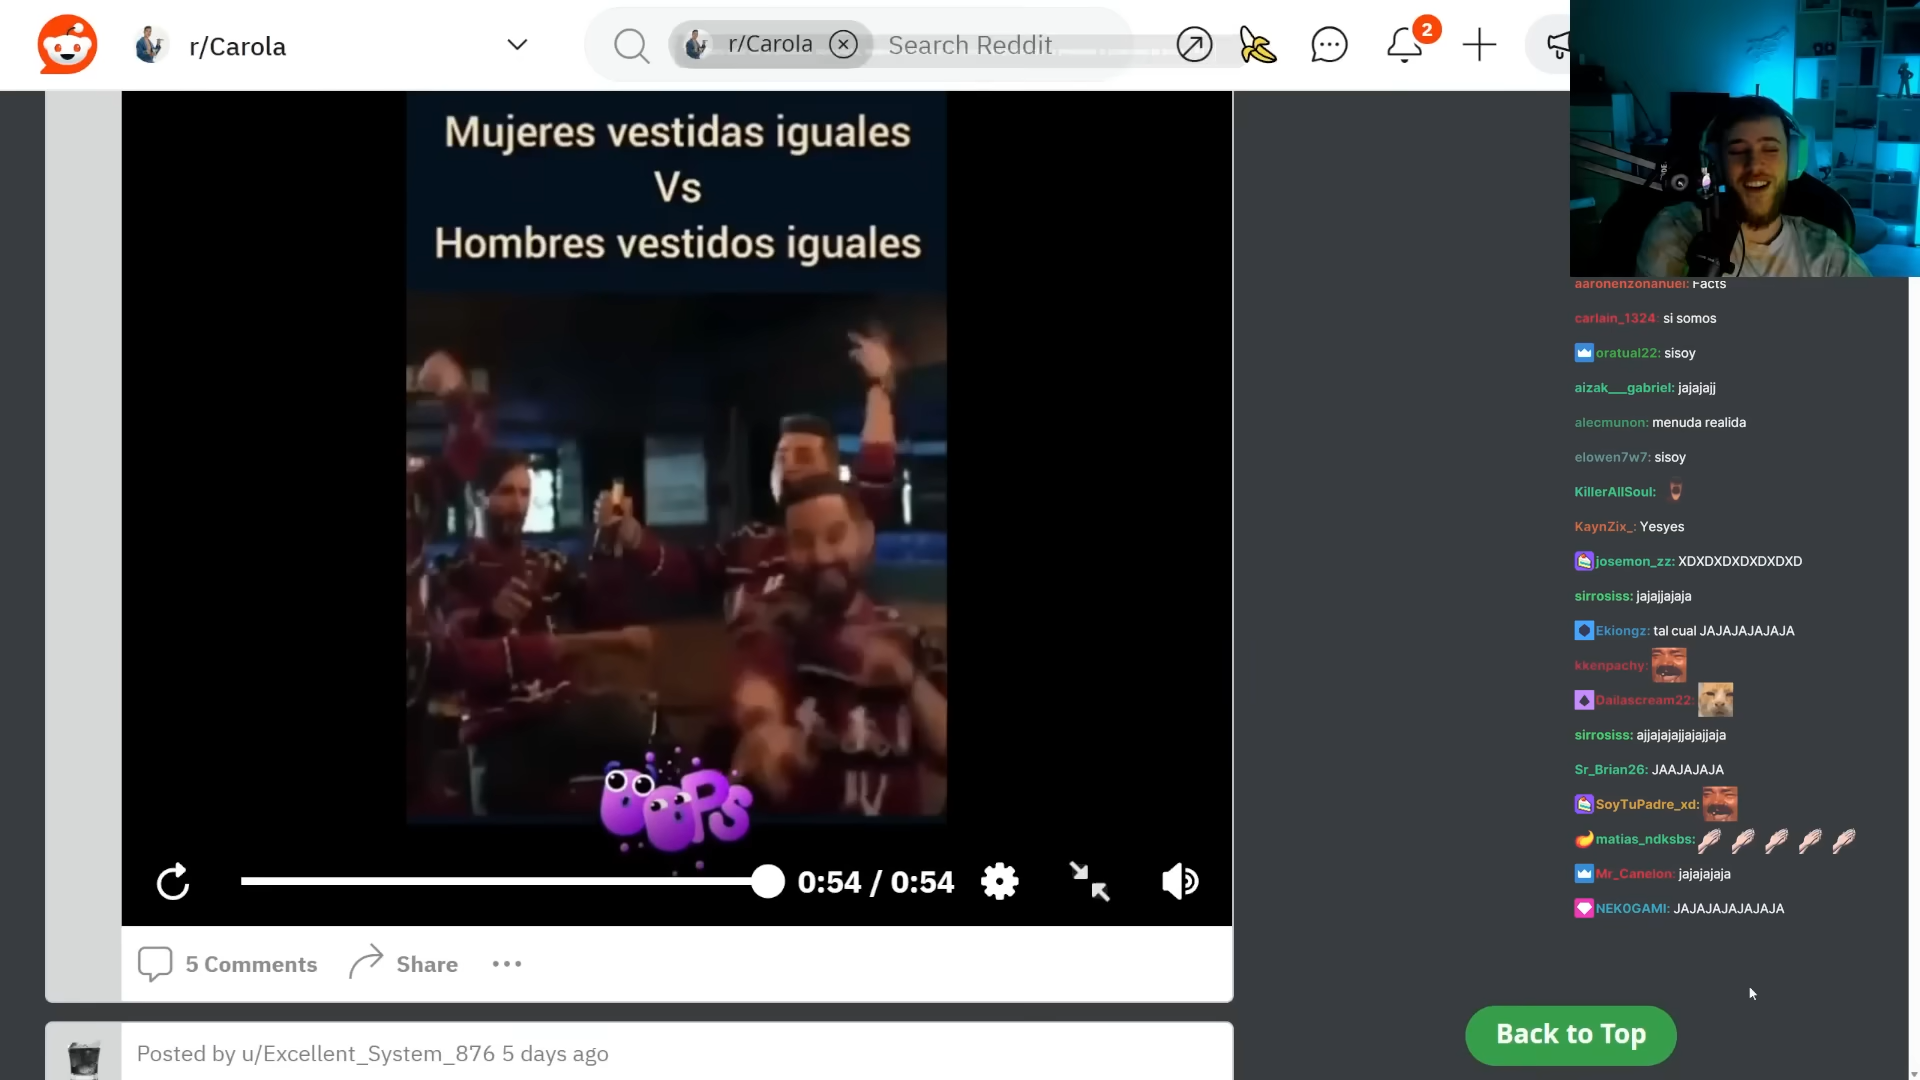 r/Carola
r/Carola
Search Reddit
2
Mujeres vestidas iguales
Vs
Hombres vestidos iguales
OOPS
0:54 / 0:54
5 Comments
Share
Posted by u/Excellent_System_876 5 days ago
aaronenzonanuel: Facts
carlain_1324: si somos
oratual22: sisoy
aizak__gabriel: jajajajj
alecmunon: menuda realida
elowen7w7: sisoy
KillerAllSoul:
KaynZix_: Yesyes
josemon_zz: XDXDXDXDXDXDXD
sirrosiss: jajajjajaja
Ekiongz: tal cual JAJAJAJAJAJA
kkenpachy:
Dailascream22:
sirrosiss: ajjajajajjajajjaja
Sr_Brian26: JAAJAJAJA
SoyTuPadre_xd:
matias_ndksbs:
Mr_Canelon: jajajajaja
NEK0GAMI: JAJAJAJAJAJAJA
Back to Top